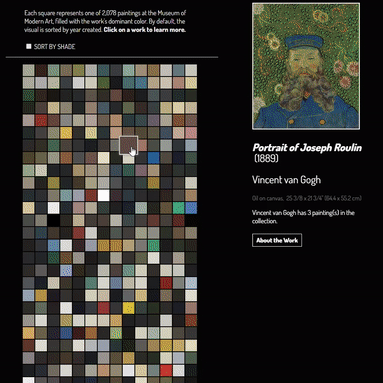 Each square represents one of 2,078 paintings at the Museum of
Modern Art, filled with the work's dominant color. By default, the
visual is sorted by year created. Click on a work to learn more.
SORT BY SHADE
Portrait of Joseph Roulin
(1889)
Vincent van Gogh
Oil on canvas, 25 3/8 x 21 3/4" (64.4 x 55.2 cm)
Vincent van Gogh has 3 painting(s) in the
collection.
About the Work